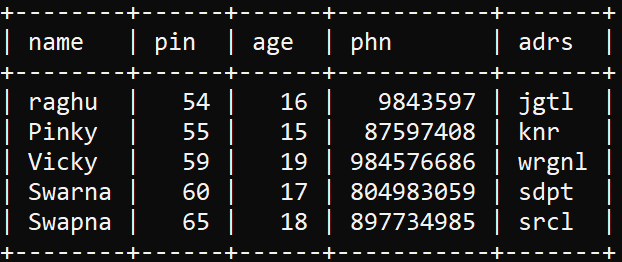 +--------+------+------+-----------+-------+
| name   | pin  | age  | phn       | adrs  |
+--------+------+------+-----------+-------+
| raghu  |   54 |   16 |   9843597 | jgtl  |
| Pinky  |   55 |   15 |  87597408 | knr   |
| Vicky  |   59 |   19 | 984576686 | wrgnl |
| Swarna |   60 |   17 | 804983059 | sdpt  |
| Swapna |   65 |   18 | 897734985 | srcl  |
+--------+------+------+-----------+-------+